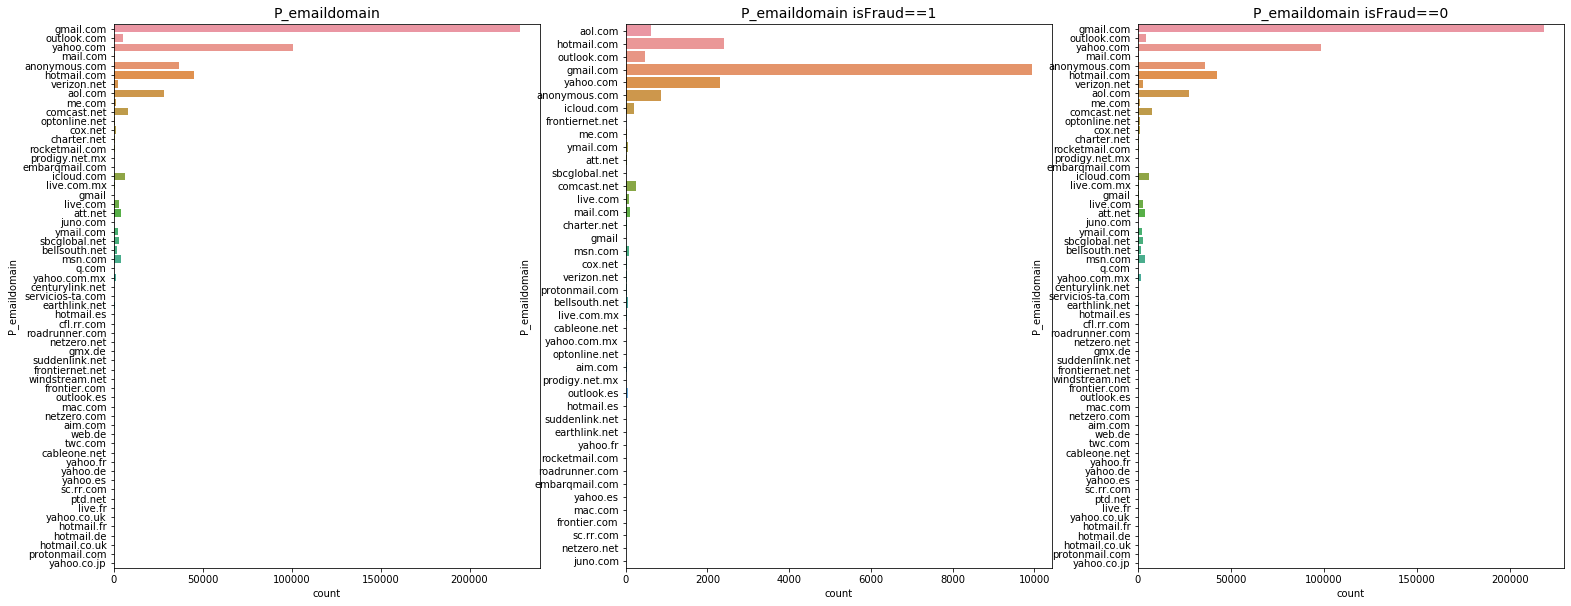 P_emaildomain
gmail.com
outlook.com
yahoo.com
mail.com
anonymous.com
hotmail.com
verizon.net
aol.com
me.com
comcast.net
optonline.net
cox.net
charter.net
rocketmail.com
prodigy.net.mx
embarqmail.com
icloud.com
live.com.mx
gmail
live.com
att.net
juno.com
ymail.com
sbcglobal.net
bellsouth.net
msn.com
q.com
yahoo.com.mx
centurylink.net
servicios-ta.com
earthlink.net
hotmail.es
cfl.rr.com
roadrunner.com
netzero.net
gmx.de
suddenlink.net
frontiernet.net
windstream.net
frontier.com
outlook.es
mac.com
netzero.com
aim.com
web.de
twc.com
cableone.net
yahoo.fr
yahoo.de
yahoo.es
sc.rr.com
ptd.net
live.fr
yahoo.co.uk
hotmail.fr
hotmail.de
hotmail.co.uk
protonmail.com
yahoo.co.jp
P_emaildomain
0 50000 100000 150000 200000
count
P_emaildomain isFraud==1
aol.com
hotmail.com
outlook.com
gmail.com
yahoo.com
anonymous.com
icloud.com
frontiernet.net
me.com
ymail.com
att.net
sbcglobal.net
comcast.net
live.com
mail.com
charter.net
gmail
msn.com
cox.net
verizon.net
protonmail.com
bellsouth.net
live.com.mx
cableone.net
yahoo.com.mx
optonline.net
aim.com
prodigy.net.mx
outlook.es
hotmail.es
suddenlink.net
earthlink.net
yahoo.fr
rocketmail.com
roadrunner.com
embarqmail.com
yahoo.es
mac.com
frontier.com
sc.rr.com
netzero.net
juno.com
P_emaildomain
0 2000 4000 6000 8000 10000
count
P_emaildomain isFraud==0
gmail.com
outlook.com
yahoo.com
mail.com
anonymous.com
hotmail.com
verizon.net
aol.com
me.com
comcast.net
optonline.net
cox.net
charter.net
rocketmail.com
prodigy.net.mx
embarqmail.com
icloud.com
live.com.mx
gmail
live.com
att.net
juno.com
ymail.com
sbcglobal.net
bellsouth.net
msn.com
q.com
yahoo.com.mx
centurylink.net
servicios-ta.com
earthlink.net
hotmail.es
cfl.rr.com
roadrunner.com
netzero.net
gmx.de
suddenlink.net
frontiernet.net
windstream.net
frontier.com
outlook.es
mac.com
netzero.com
aim.com
web.de
twc.com
cableone.net
yahoo.fr
yahoo.de
yahoo.es
sc.rr.com
ptd.net
live.fr
yahoo.co.uk
hotmail.fr
hotmail.de
hotmail.co.uk
protonmail.com
yahoo.co.jp
P_emaildomain
0 50000 100000 150000 200000
count